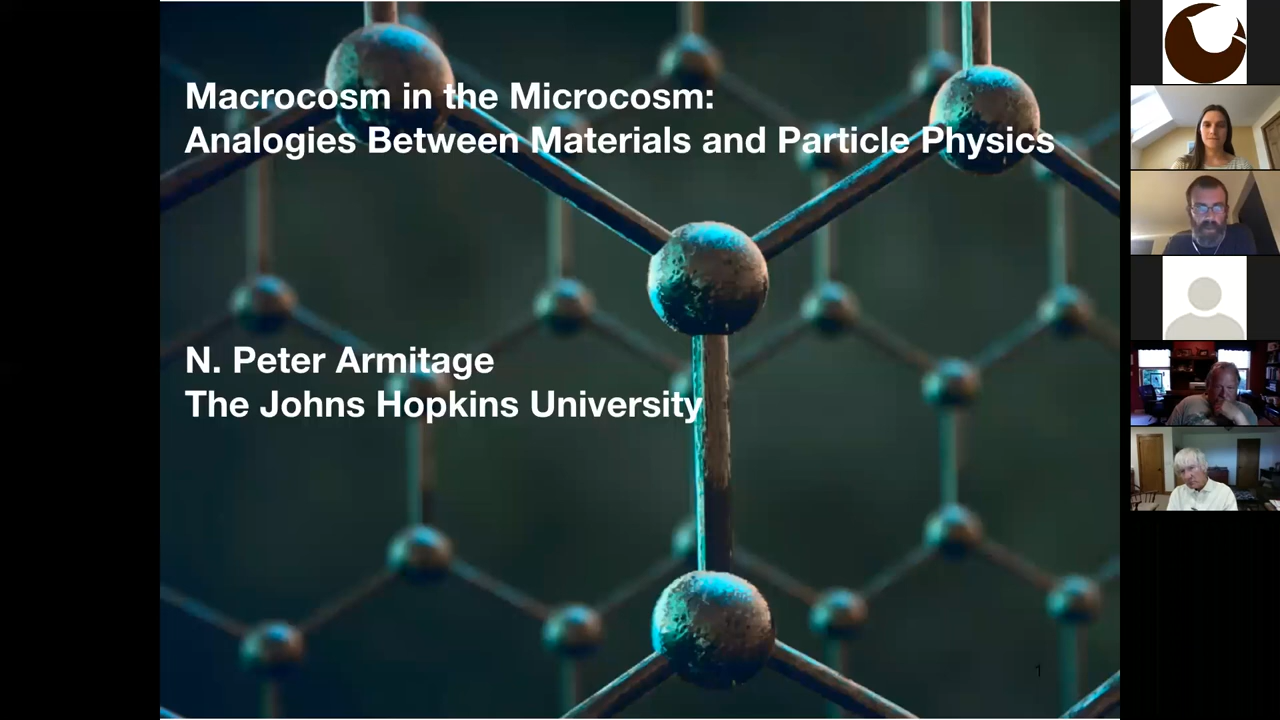 Macrocosm in the Microcosm:
Analogies Between Materials and Particle Physics
N. Peter Armitage
The Johns Hopkins University
1